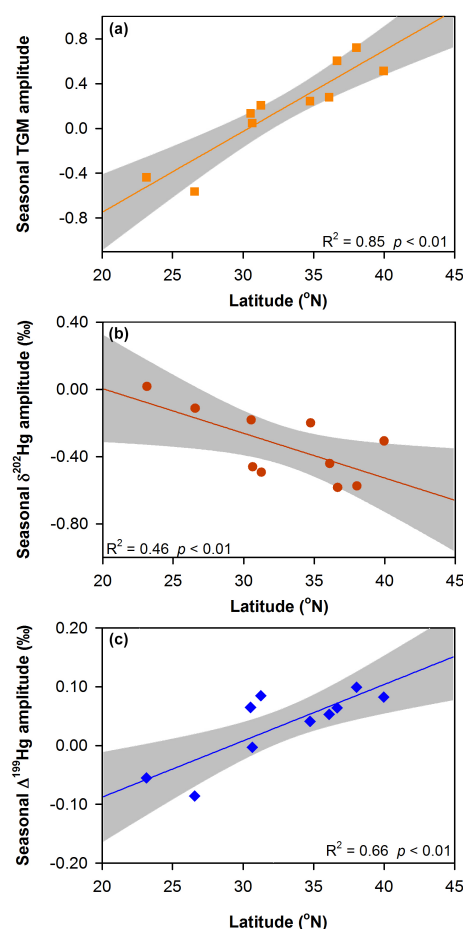 (a)
Seasonal TGM amplitude
0.8
0.4
0.0
-0.4
-0.8
R² = 0.85 p < 0.01
20 25 30 35 40 45
Latitude (°N)
(b)
Seasonal δ²⁰²Hg amplitude (‰)
0.40
0.00
-0.40
-0.80
R² = 0.46 p < 0.01
20 25 30 35 40 45
Latitude (°N)
(c)
Seasonal Δ¹⁹⁹Hg amplitude (‰)
0.20
0.10
0.00
-0.10
-0.20
R² = 0.66 p < 0.01
20 25 30 35 40 45
Latitude (°N)